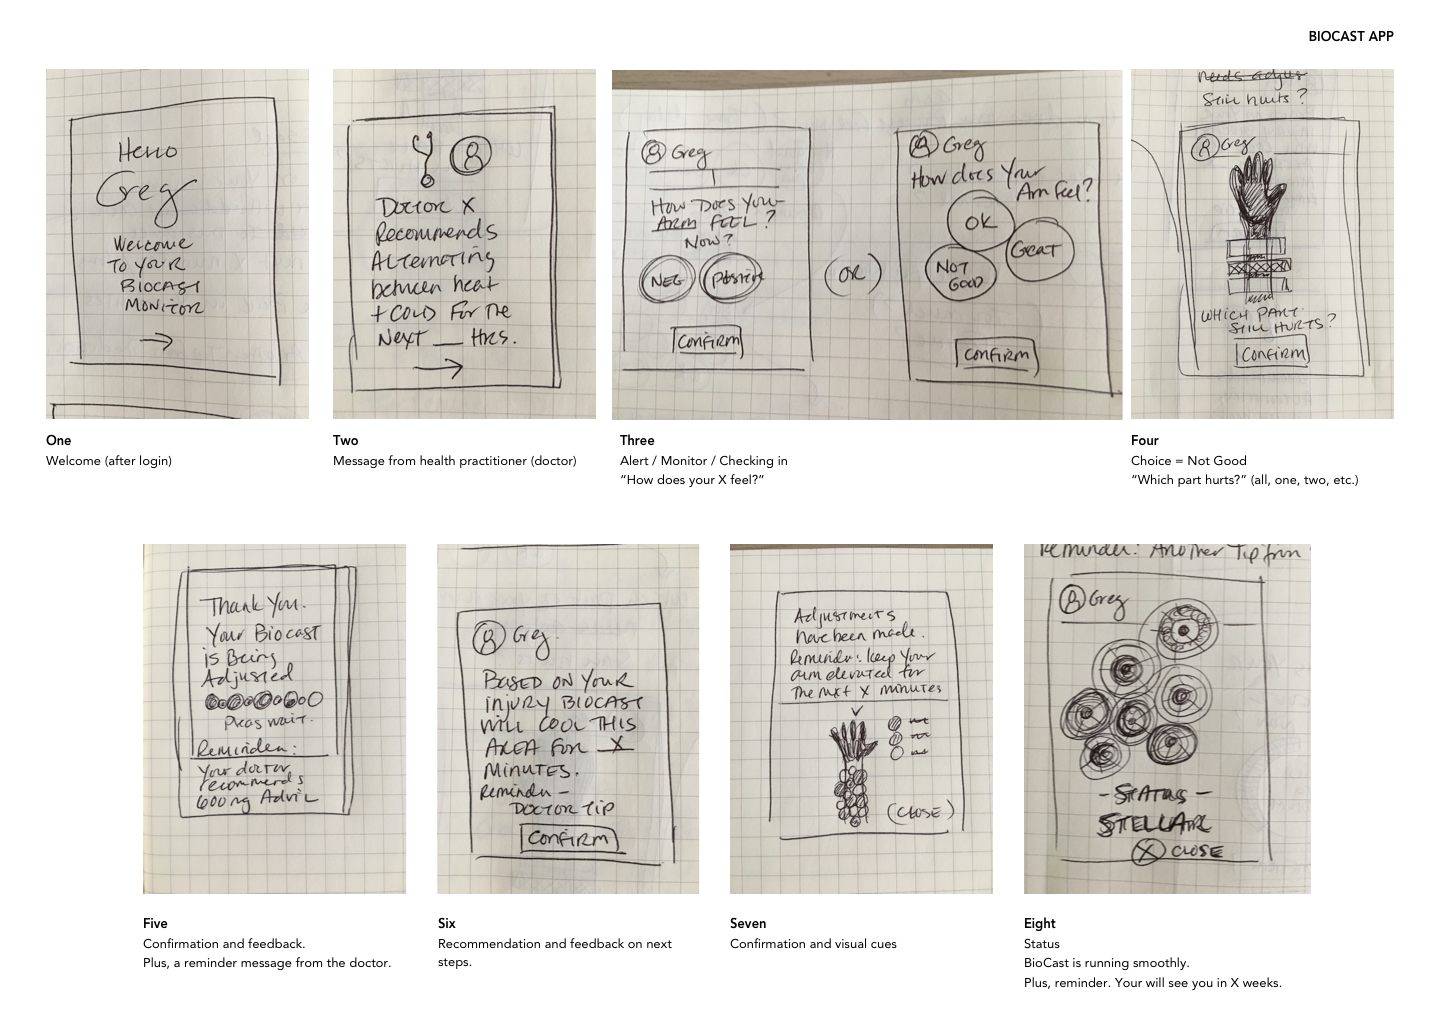 BIOCAST APP
Hello
Greg
Welcome
To Your
BIOCAST
MONITOR
Doctor X
Recommends
Alternating
between heat
+ COLD For The
Next __ Hrs.
Greg
How Does Your
ARM FEEL?
Now?
NEG
Positive
CONFIRM
(OR)
Greg
How does Your
Arm Feel?
OK
GREAT
NOT
GOOD
CONFIRM
needs adjus
Still hurts?
Greg
WHICH PART
STILL HURTS?
CONFIRM
One
Welcome (after login)
Two
Message from health practitioner (doctor)
Three
Alert / Monitor / Checking in
“How does your X feel?”
Four
Choice = Not Good
“Which part hurts?” (all, one, two, etc.)
Thank You.
Your Biocast
is Being
Adjusted
Pleas wait.
Reminder:
Your doctor
recommends
600mg Advil
Greg.
BASED ON YOUR
injury BIOCAST
WILL COOL THIS
AREA FOR X
MINUTES.
Reminder -
DOCTOR TIP
CONFIRM
Adjustments
have been made.
Reminder: keep Your
arm elevated for
The next X minutes
(CLOSE)
Reminder: Another Tip from
Greg
- STATUS -
STELLAR
X CLOSE
Five
Confirmation and feedback.
Plus, a reminder message from the doctor.
Six
Recommendation and feedback on next
steps.
Seven
Confirmation and visual cues
Eight
Status
BioCast is running smoothly.
Plus, reminder. Your will see you in X weeks.